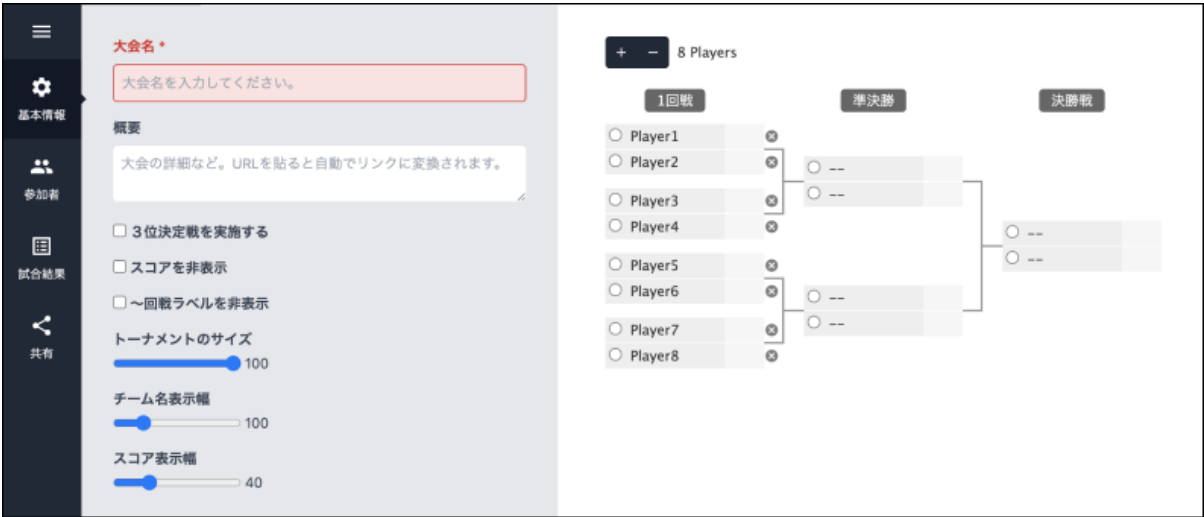 基本情報
参加者
試合結果
共有
大会名 *
大会名を入力してください。
概要
大会の詳細など。URLを貼ると自動でリンクに変換されます。
３位決定戦を実施する
スコアを非表示
〜回戦ラベルを非表示
トーナメントのサイズ
100
チーム名表示幅
100
スコア表示幅
40
+ − 8 Players
1回戦 準決勝 決勝戦
Player1
Player2
Player3
Player4
Player5
Player6
Player7
Player8
--
--
--
--
--
--